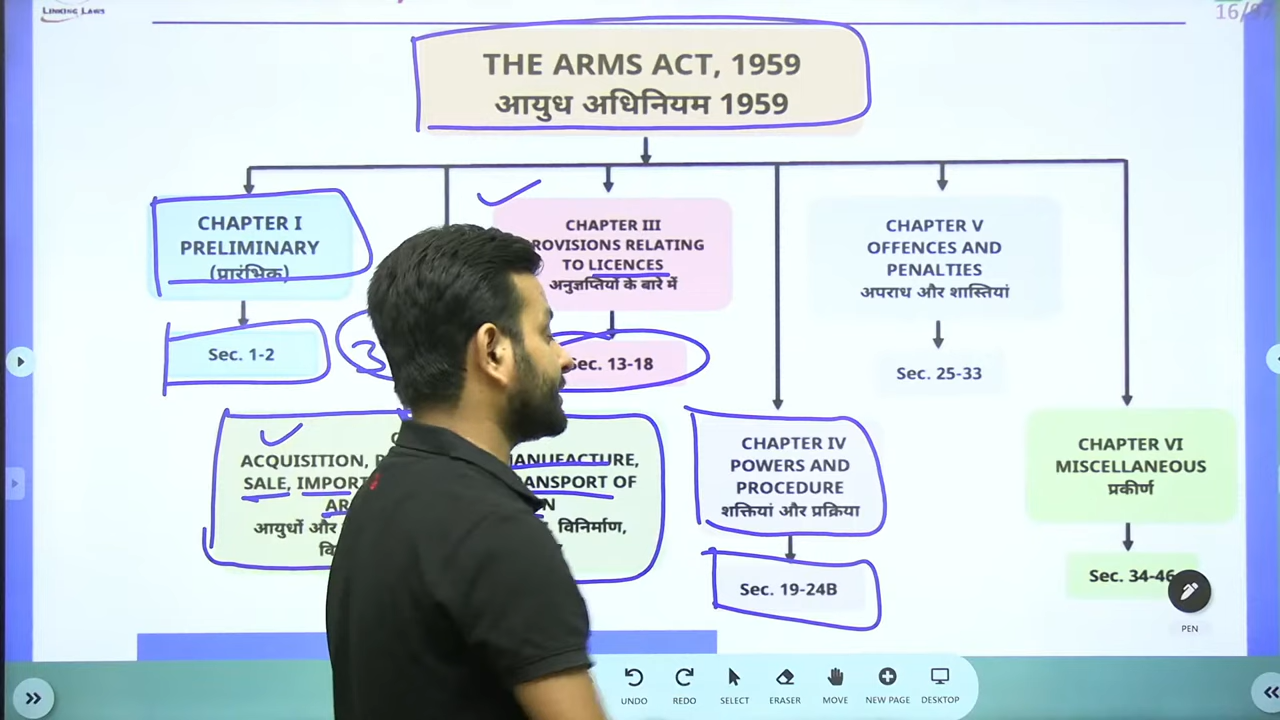 LINKING LAWS
16/97
THE ARMS ACT, 1959
आयुध अधिनियम 1959
CHAPTER I
PRELIMINARY
(प्रारंभिक)
Sec. 1-2
3
ACQUISITION,
MANUFACTURE,
SALE, IMPORT
TRANSPORT OF
आयुधों और
विनिर्माण,
CHAPTER III
PROVISIONS RELATING
TO LICENCES
अनुज्ञप्तियों के बारे में
Sec. 13-18
CHAPTER IV
POWERS AND
PROCEDURE
शक्तियां और प्रक्रिया
Sec. 19-24B
CHAPTER V
OFFENCES AND
PENALTIES
अपराध और शास्तियां
Sec. 25-33
CHAPTER VI
MISCELLANEOUS
प्रकीर्ण
Sec. 34-46
PEN
UNDO
REDO
SELECT
ERASER
MOVE
NEW PAGE
DESKTOP